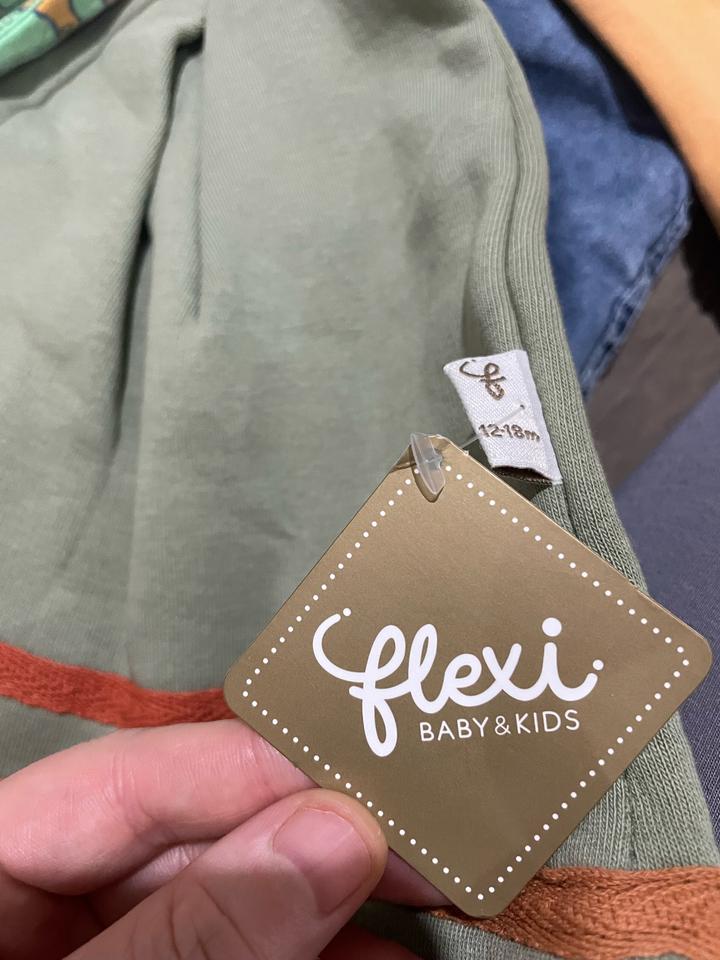 f
12-18m
flexi
BABY & KIDS